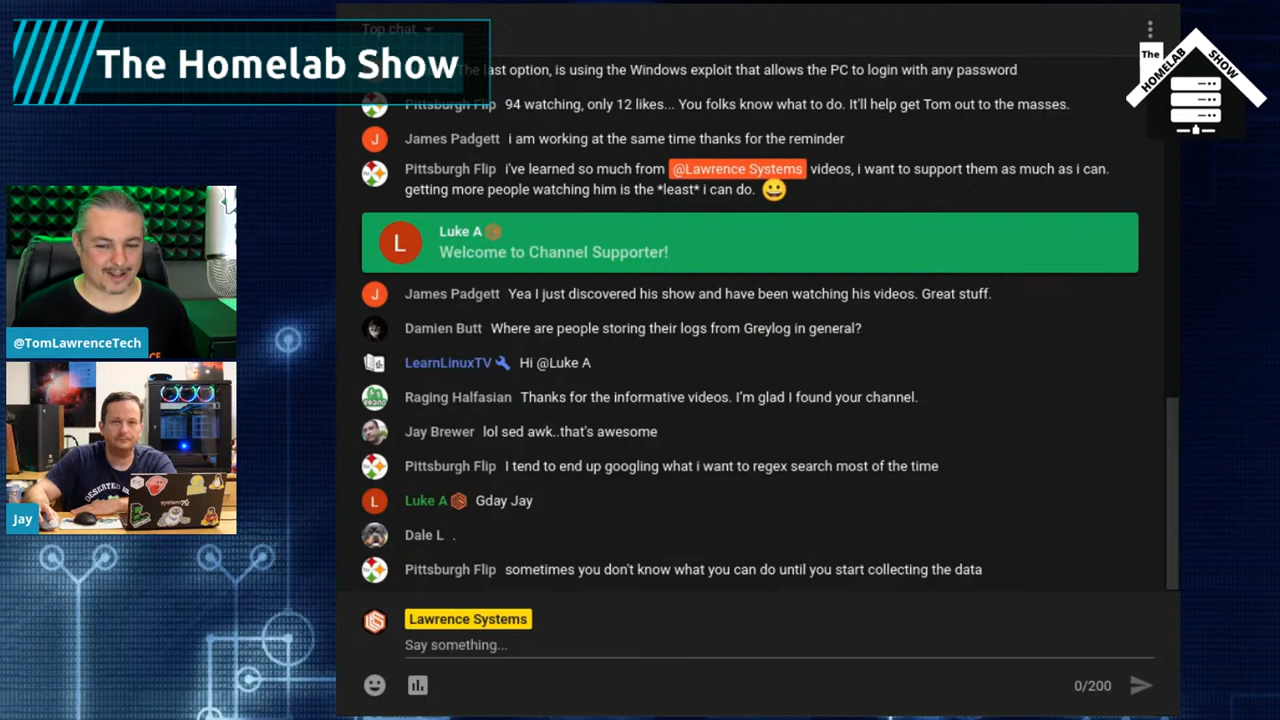 The Homelab Show
Top chat
The last option, is using the Windows exploit that allows the PC to login with any password
Pittsburgh Flip 94 watching, only 12 likes... You folks know what to do. It'll help get Tom out to the masses.
James Padgett i am working at the same time thanks for the reminder
Pittsburgh Flip i've learned so much from @Lawrence Systems videos, i want to support them as much as i can.
getting more people watching him is the *least* i can do.
L Luke A
Welcome to Channel Supporter!
J James Padgett Yea I just discovered his show and have been watching his videos. Great stuff.
Damien Butt Where are people storing their logs from Greylog in general?
LearnLinuxTV Hi @Luke A
Raging Halfasian Thanks for the informative videos. I'm glad I found your channel.
Jay Brewer lol sed awk..that's awesome
Pittsburgh Flip I tend to end up googling what i want to regex search most of the time
L Luke A Gday Jay
Dale L .
Pittsburgh Flip sometimes you don't know what you can do until you start collecting the data
Lawrence Systems
Say something...
0/200
The
HOMELAB
SHOW
@TomLawrenceTech
Jay
system76